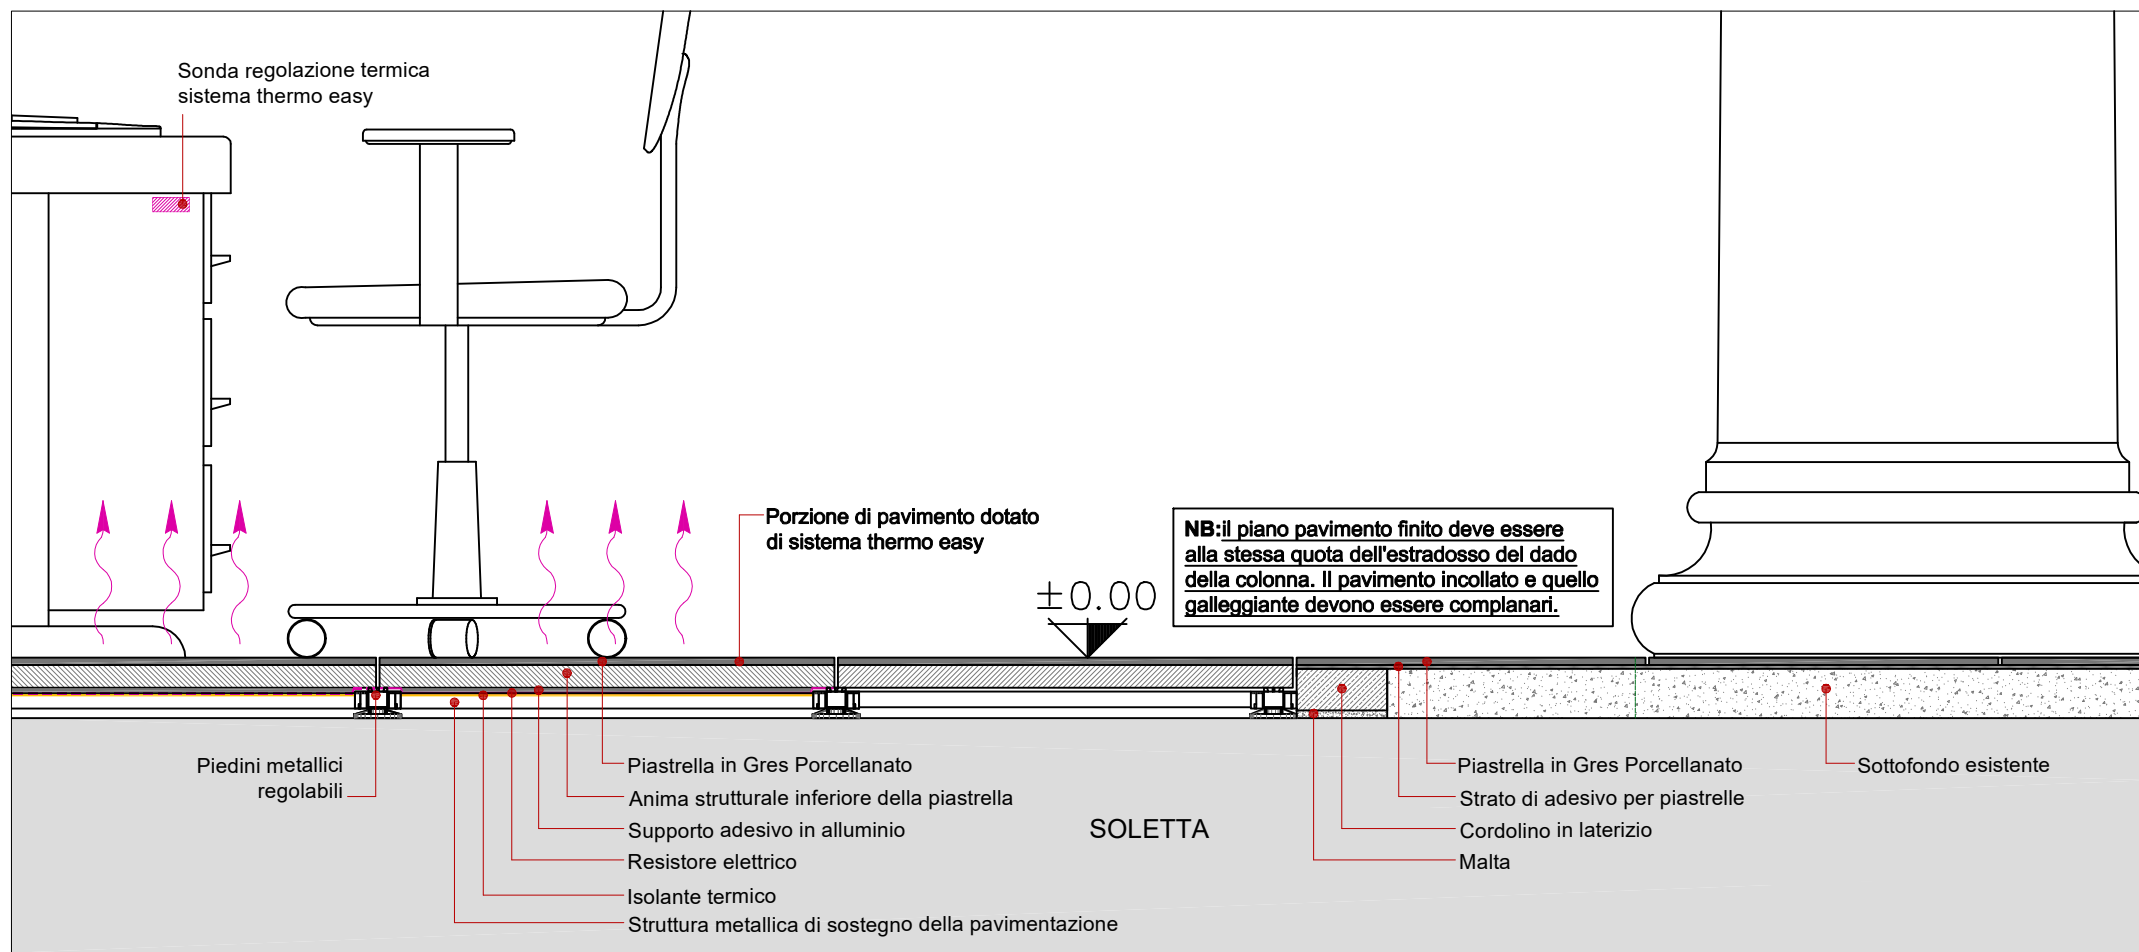 Sonda regolazione termica
sistema thermo easy
Porzione di pavimento dotato
di sistema thermo easy
±0.00
NB:il piano pavimento finito deve essere
alla stessa quota dell'estradosso del dado
della colonna. Il pavimento incollato e quello
galleggiante devono essere complanari.
Piedini metallici
regolabili
Piastrella in Gres Porcellanato
Anima strutturale inferiore della piastrella
Supporto adesivo in alluminio
Resistore elettrico
Isolante termico
Struttura metallica di sostegno della pavimentazione
SOLETTA
Piastrella in Gres Porcellanato
Strato di adesivo per piastrelle
Cordolino in laterizio
Malta
Sottofondo esistente